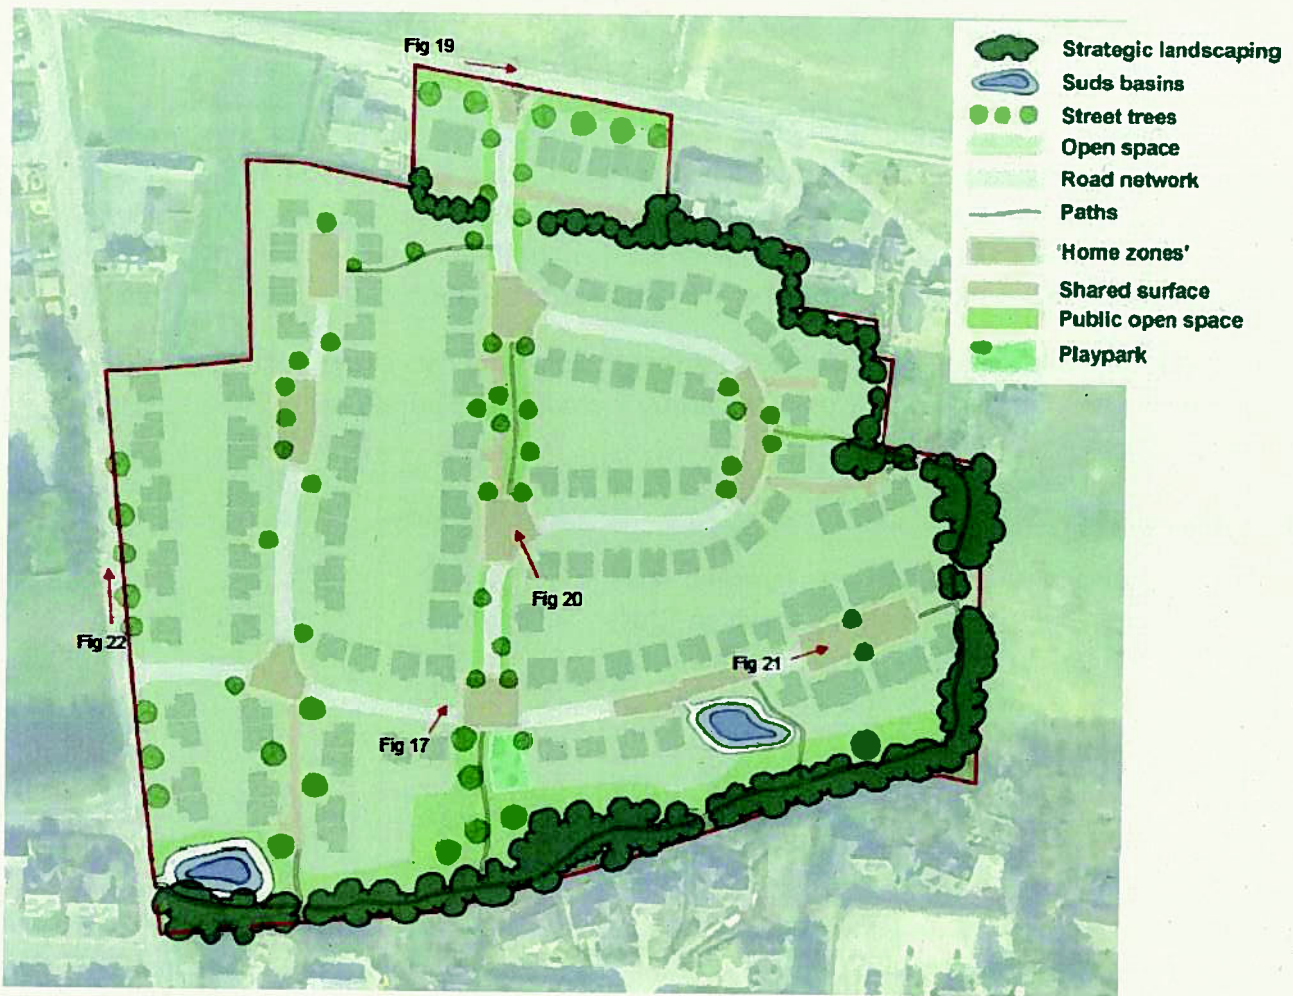 Fig 19
Strategic landscaping
Suds basins
Street trees
Open space
Road network
Paths
'Home zones'
Shared surface
Public open space
Playpark
Fig 20
Fig 22
Fig 21
Fig 17